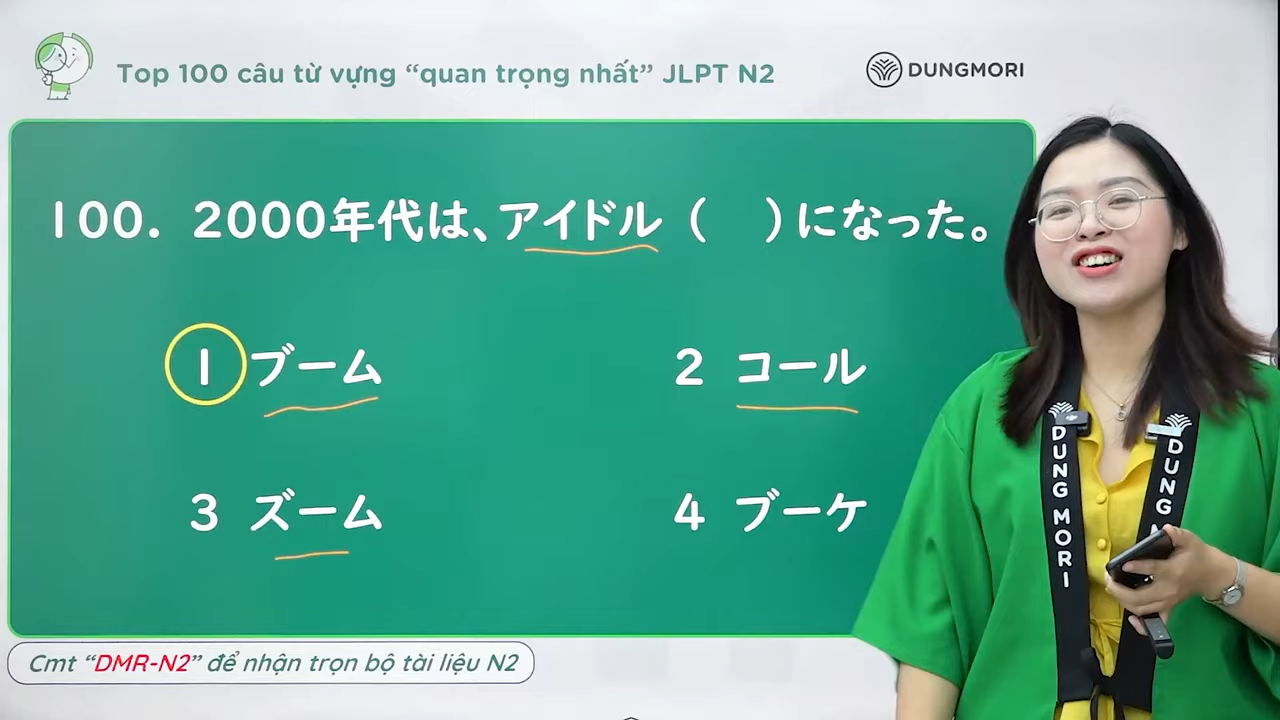 Top 100 câu từ vựng “quan trọng nhất” JLPT N2
DUNGMORI
100. 2000年代は、アイドル（　）になった。
1 ブーム
2 コール
3 ズーム
4 ブーケ
Cmt “DMR-N2” để nhận trọn bộ tài liệu N2
DUNG MORI
DUNG